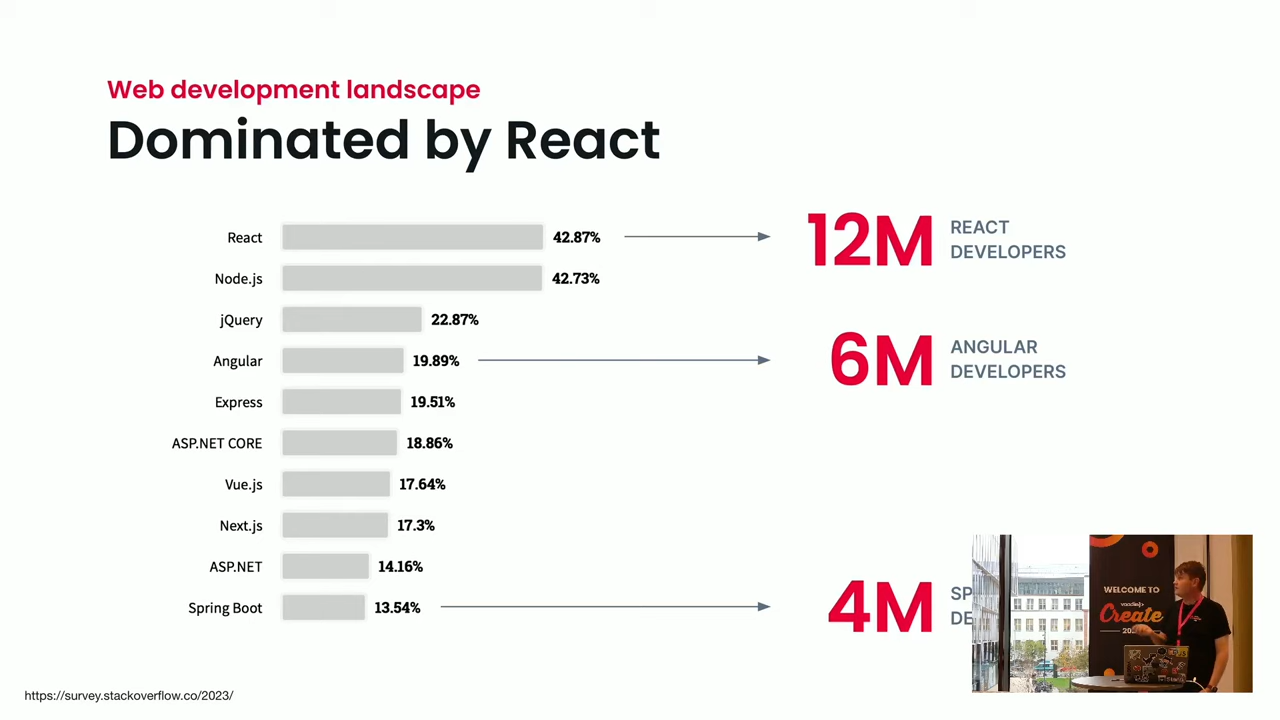 Web development landscape
Dominated by React
React 42.87%
12M REACT
DEVELOPERS
Node.js 42.73%
jQuery 22.87%
Angular 19.89%
6M ANGULAR
DEVELOPERS
Express 19.51%
ASP.NET CORE 18.86%
Vue.js 17.64%
Next.js 17.3%
ASP.NET 14.16%
Spring Boot 13.54%
4M SP
DE
WELCOME TO
vaadin}>
Create
https://survey.stackoverflow.co/2023/